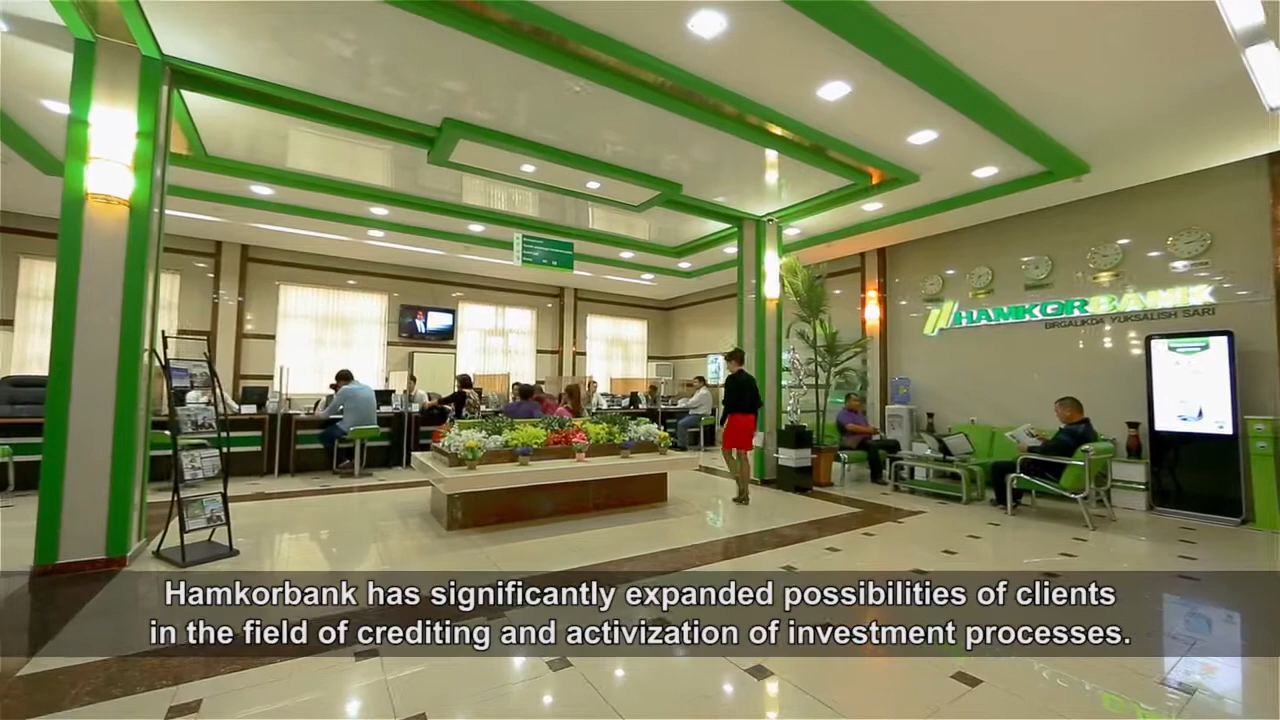 HAMKORBANK
BIRGALIKDA YUKSALISH SARI
Hamkorbank has significantly expanded possibilities of clients
in the field of crediting and activization of investment processes.